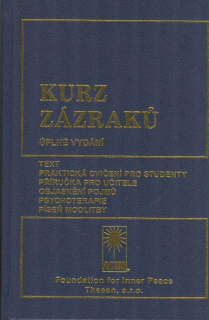 KURZ
ZÁZRAKŮ
ÚPLNÉ VYDÁNÍ
TEXT
PRAKTICKÁ CVIČENÍ PRO STUDENTY
PŘÍRUČKA PRO UČITELE
OBJASNĚNÍ POJMŮ
PSYCHOTERAPIE
PÍSEŇ MODLITBY
ACIM
Foundation for Inner Peace
Thesan, s.r.o.